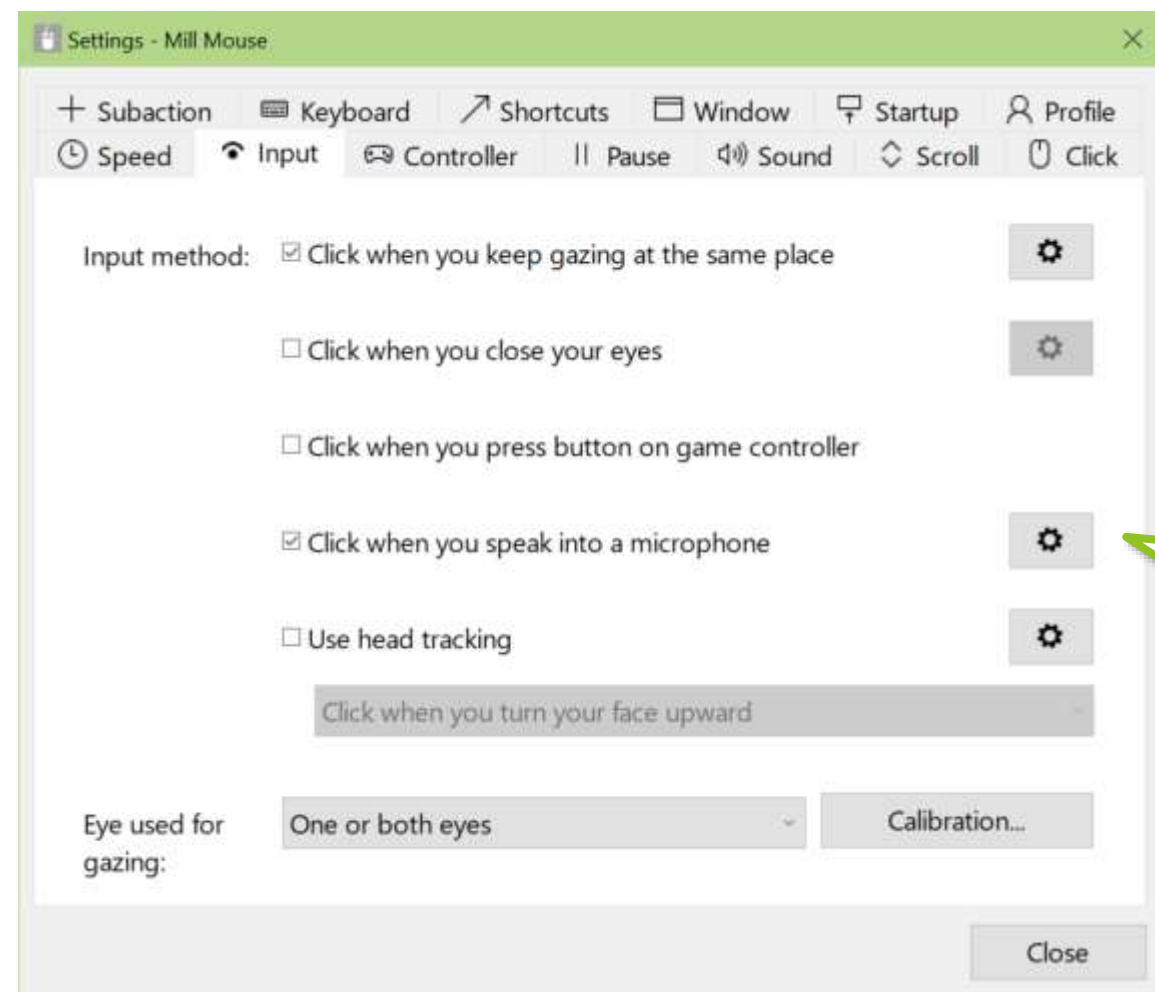 Settings - Mill Mouse
Subaction Keyboard Shortcuts Window Startup Profile
Speed Input Controller Pause Sound Scroll Click
Input method: Click when you keep gazing at the same place
Click when you close your eyes
Click when you press button on game controller
Click when you speak into a microphone
Use head tracking
Click when you turn your face upward
Eye used for gazing: One or both eyes Calibration...
Close